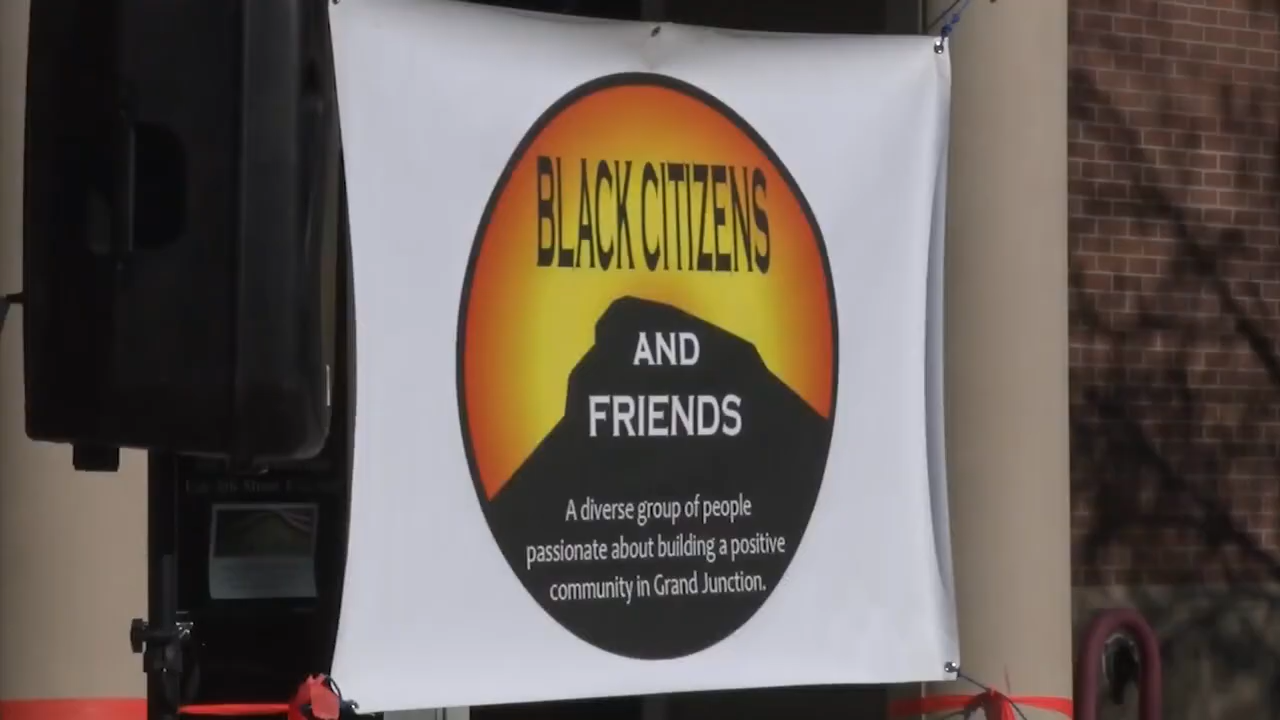 BLACK CITIZENS
AND
FRIENDS
A diverse group of people
passionate about building a positive
community in Grand Junction.